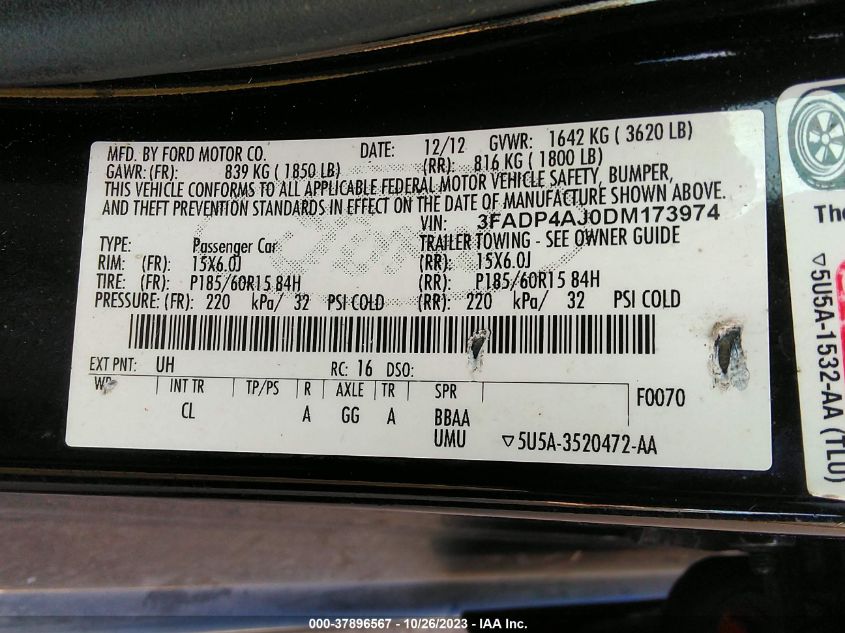 MFD. BY FORD MOTOR CO. DATE: 12/12 GVWR: 1642 KG ( 3620 LB)
GAWR: (FR): 839 KG ( 1850 LB) (RR): 816 KG ( 1800 LB)
THIS VEHICLE CONFORMS TO ALL APPLICABLE FEDERAL MOTOR VEHICLE SAFETY, BUMPER,
AND THEFT PREVENTION STANDARDS IN EFFECT ON THE DATE OF MANUFACTURE SHOWN ABOVE.
VIN: 3FADP4AJ0DM173974
TYPE: Passenger Car TRAILER TOWING - SEE OWNER GUIDE
RIM: (FR): 15X6.0J (RR): 15X6.0J
TIRE: (FR): P185/60R15 84H (RR): P185/60R15 84H
PRESSURE: (FR): 220 kPa/ 32 PSI COLD (RR): 220 kPa/ 32 PSI COLD
EXT PNT: UH RC: 16 DSO:
INT TR TP/PS R AXLE TR SPR F0070
CL A GG A BBAA
UMU ▽5U5A-3520472-AA
The
▽5U5A-1532-AA (TLU)
000-37896567 - 10/26/2023 - IAA Inc.